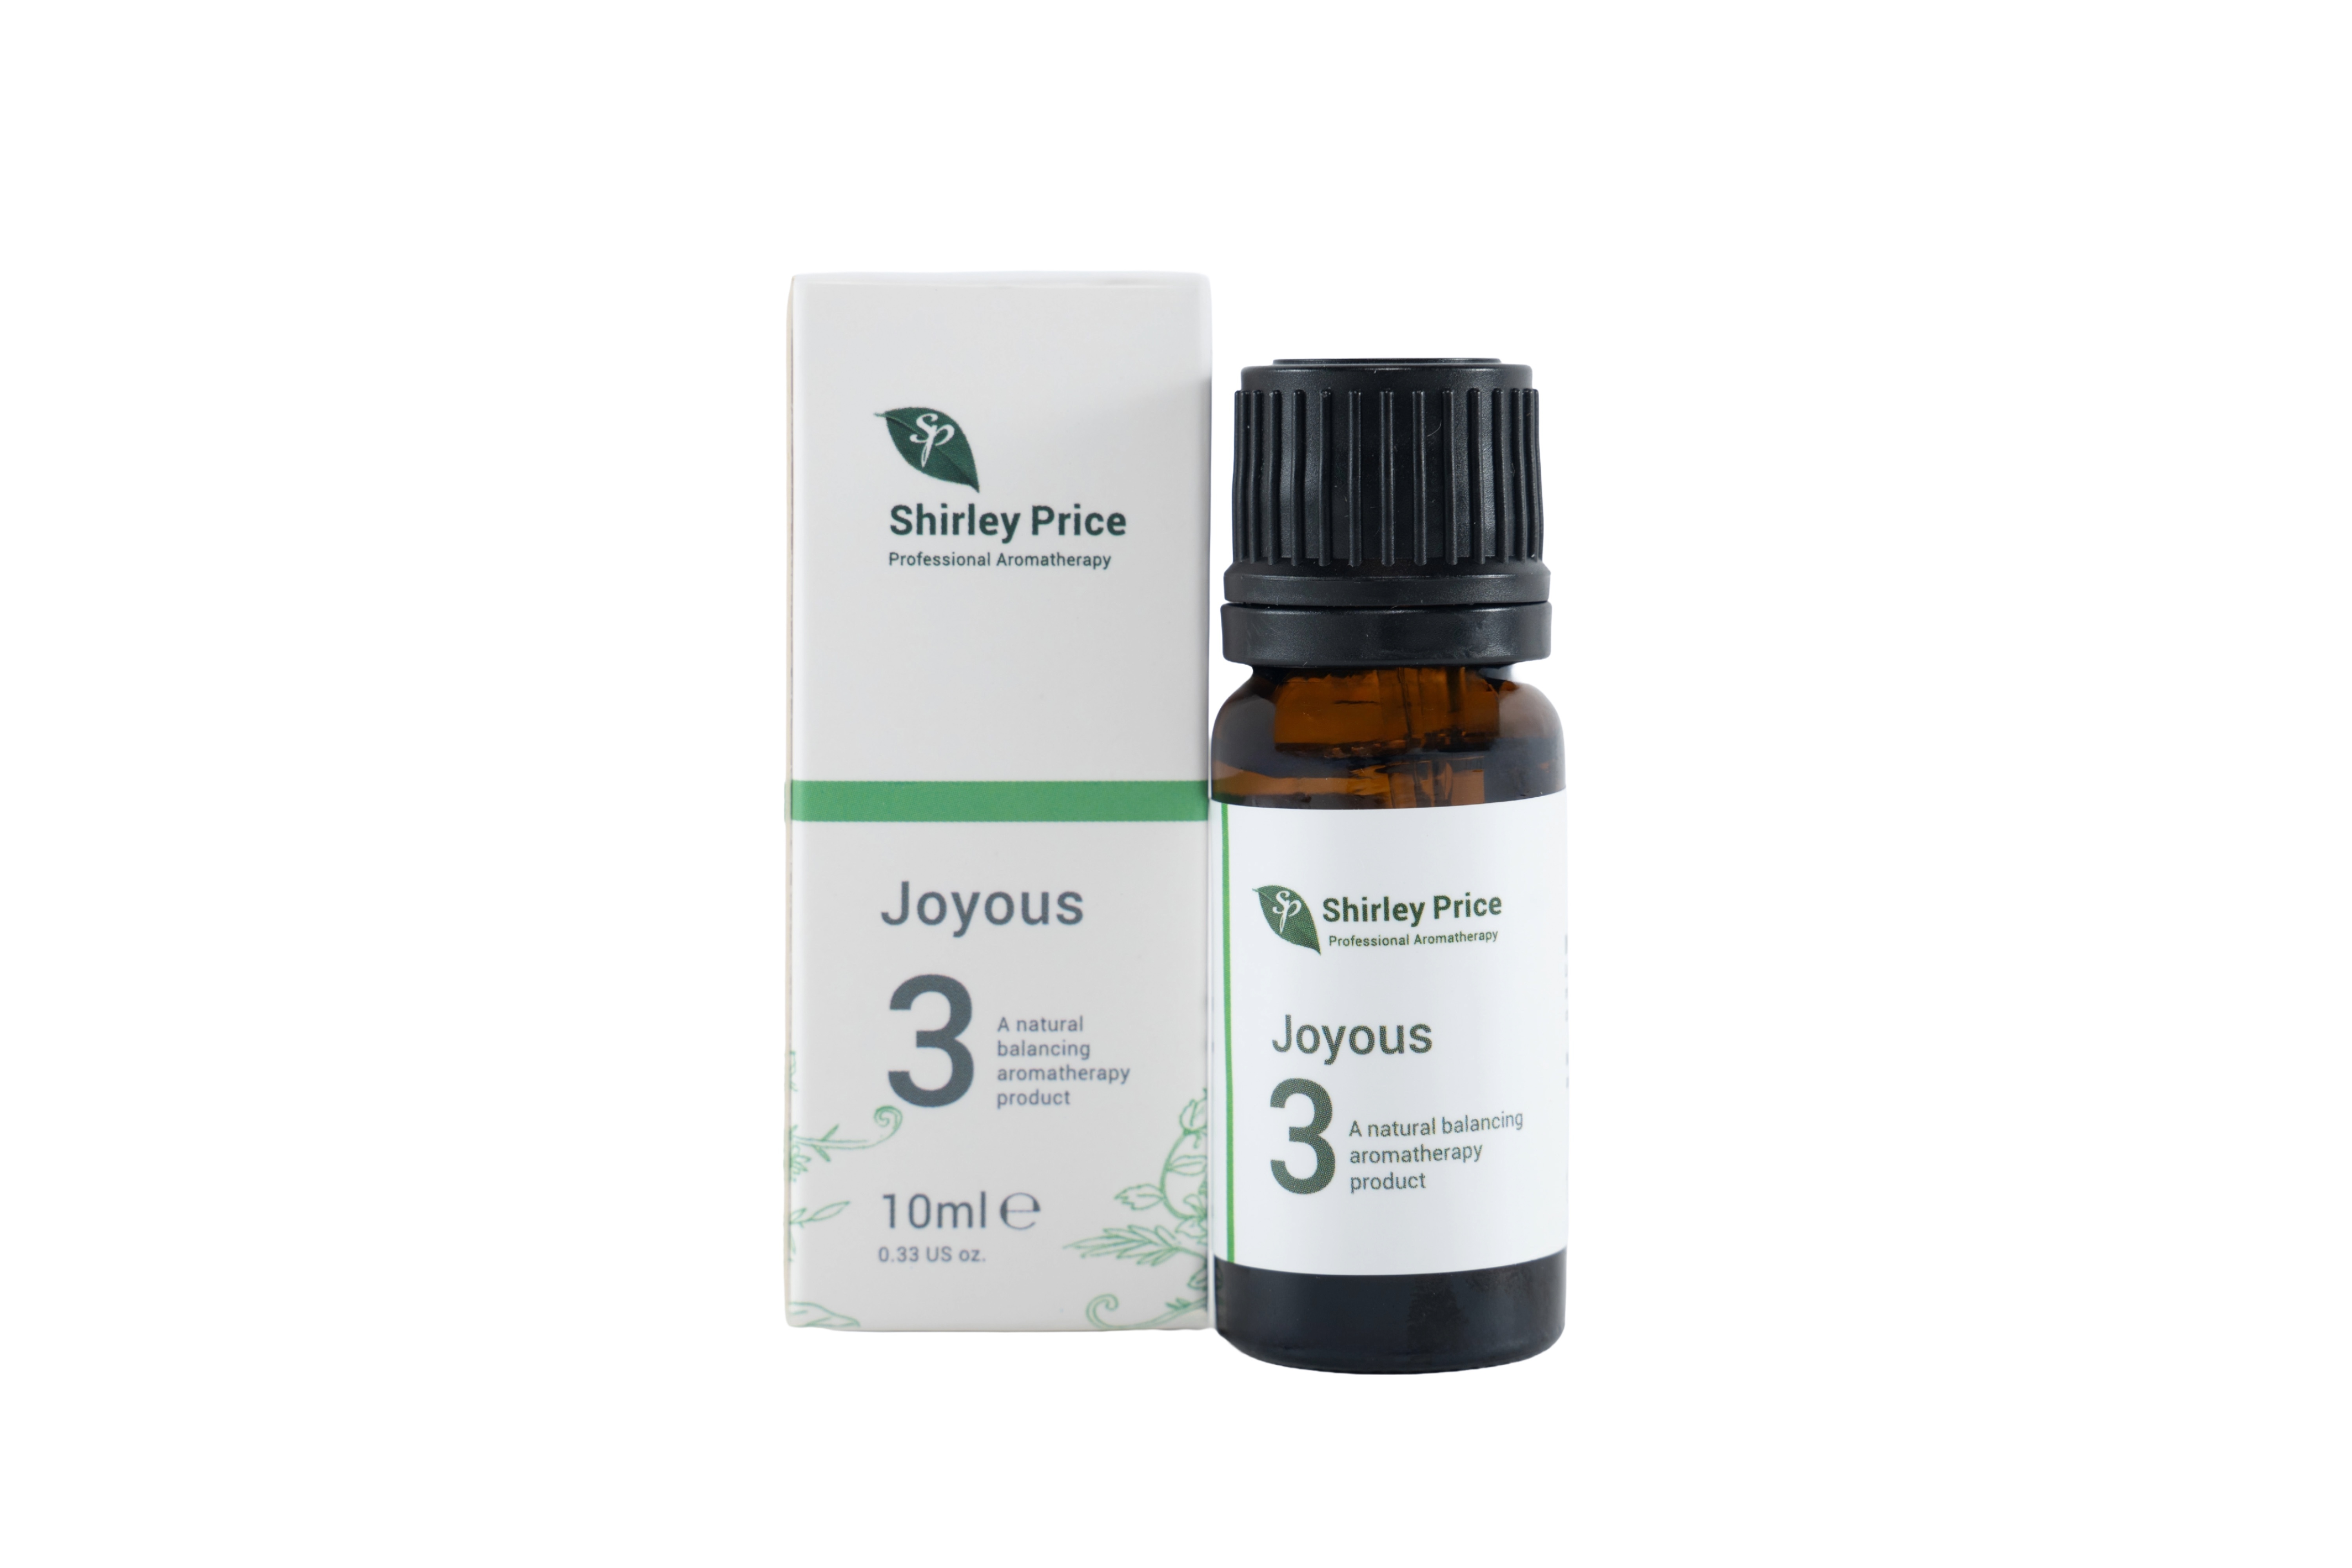 sp
Shirley Price
Professional Aromatherapy
Joyous
3
A natural
balancing
aromatherapy
product
10ml ℮
0.33 US oz.
sp
Shirley Price
Professional Aromatherapy
Joyous
3
A natural balancing
aromatherapy
product